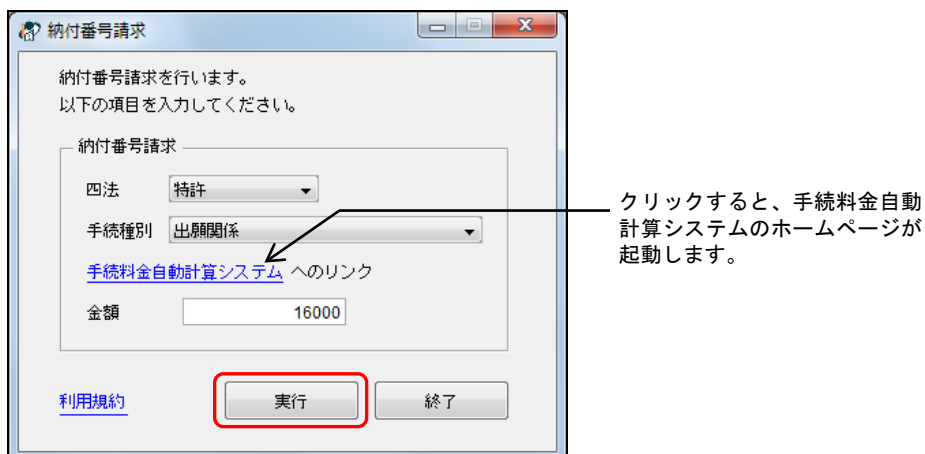 納付番号請求
納付番号請求を行います。
以下の項目を入力してください。
納付番号請求
四法 特許
手続種別 出願関係
手続料金自動計算システム へのリンク
金額 16000
利用規約 実行 終了
クリックすると、手続料金自動
計算システムのホームページが
起動します。